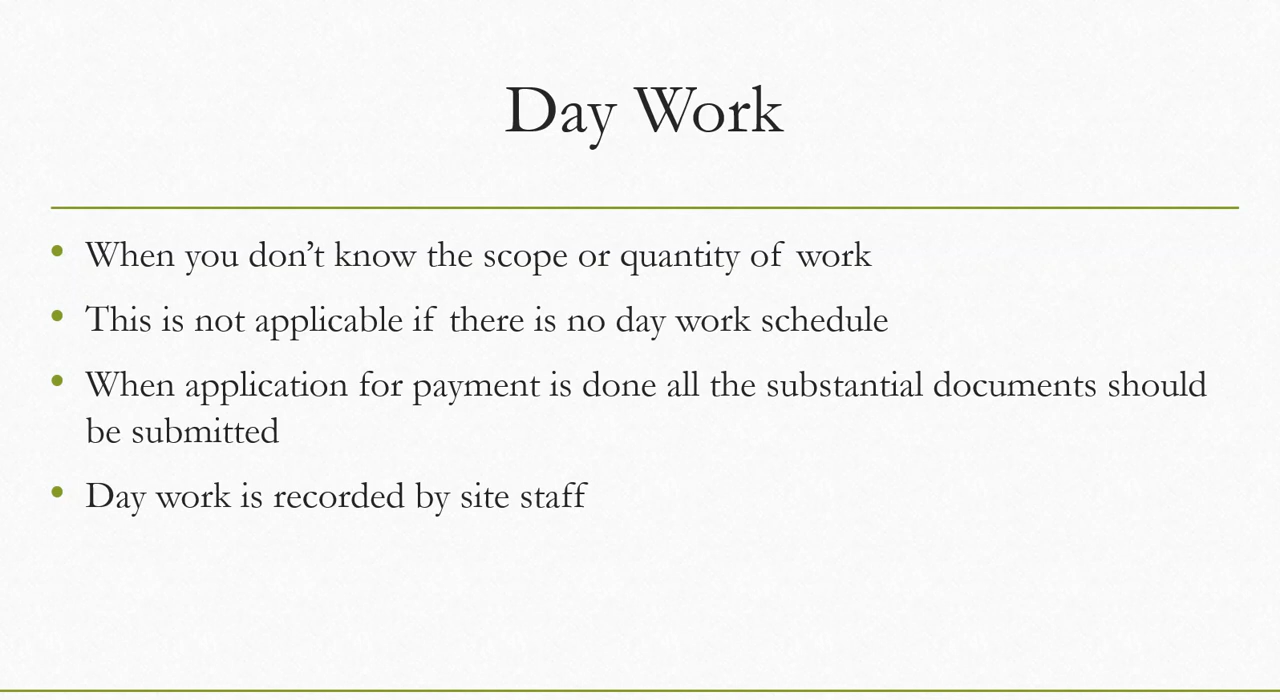 Day Work
• When you don’t know the scope or quantity of work
• This is not applicable if there is no day work schedule
• When application for payment is done all the substantial documents should
be submitted
• Day work is recorded by site staff